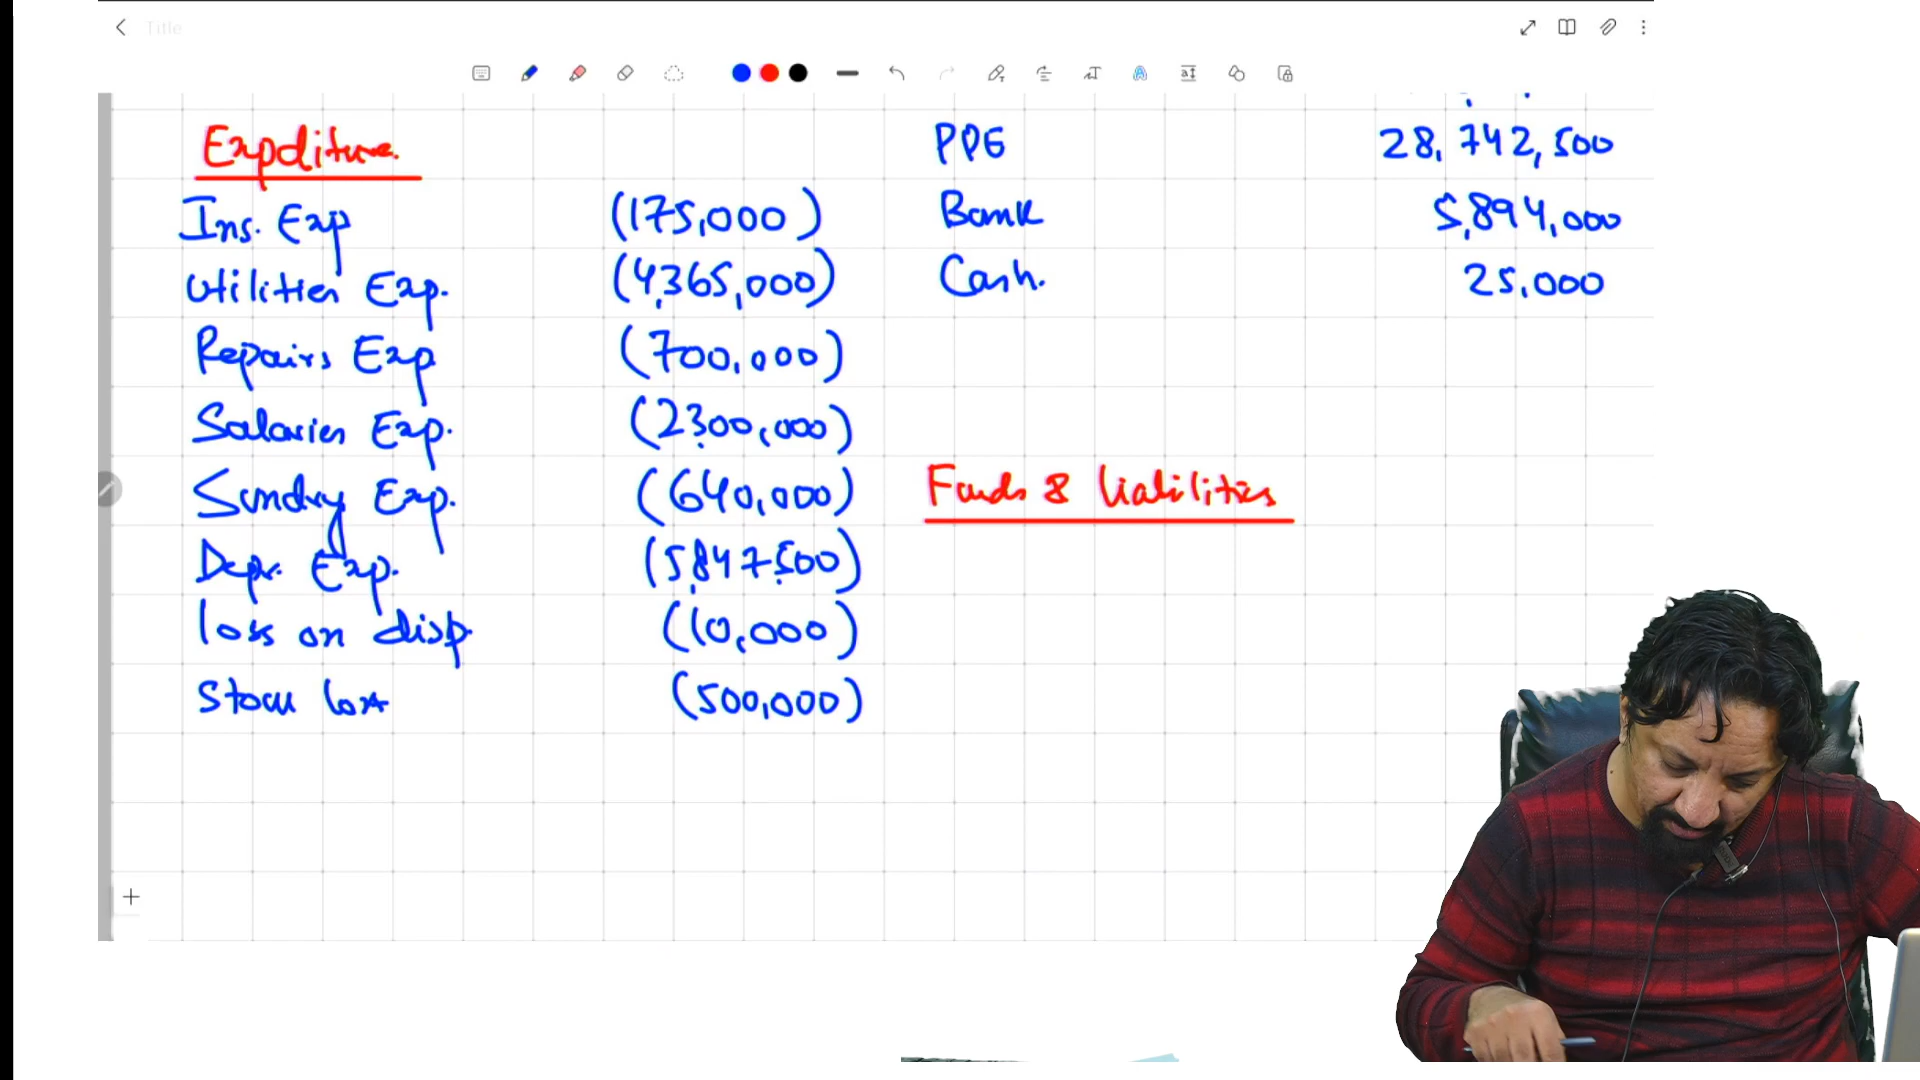 Title
Expditure.
Ins. Exp (175,000)
Utilities Exp. (4,365,000)
Repairs Exp (700,000)
Salaries Exp. (2,300,000)
Sundry Exp. (640,000)
Depr. Exp. (5,847,500)
loss on disp. (10,000)
Stock lost (500,000)
PPE 28,742,500
Bank 5,894,000
Cash. 25,000
Funds & liabilities